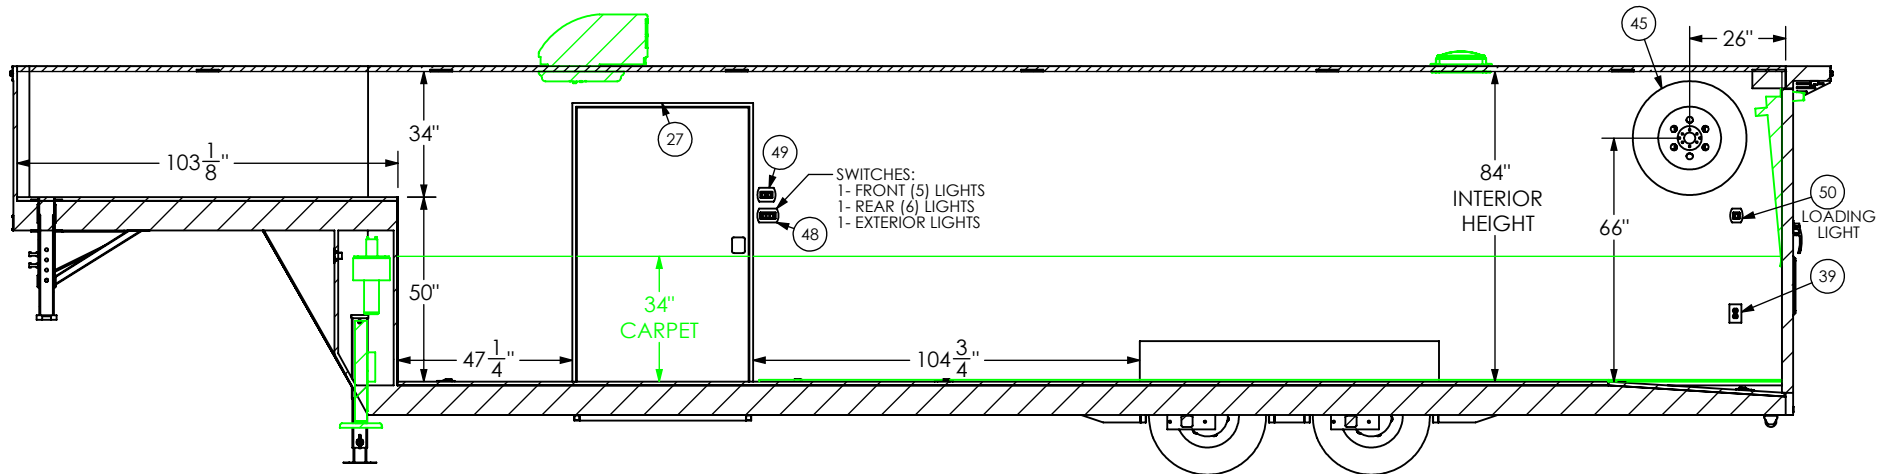 45
26"
34"
27
103 1/8"
49
SWITCHES:
1- FRONT (5) LIGHTS
1- REAR (6) LIGHTS
1- EXTERIOR LIGHTS
48
84"
INTERIOR
HEIGHT
66"
50
LOADING
LIGHT
39
50"
34"
CARPET
47 1/4"
104 3/4"